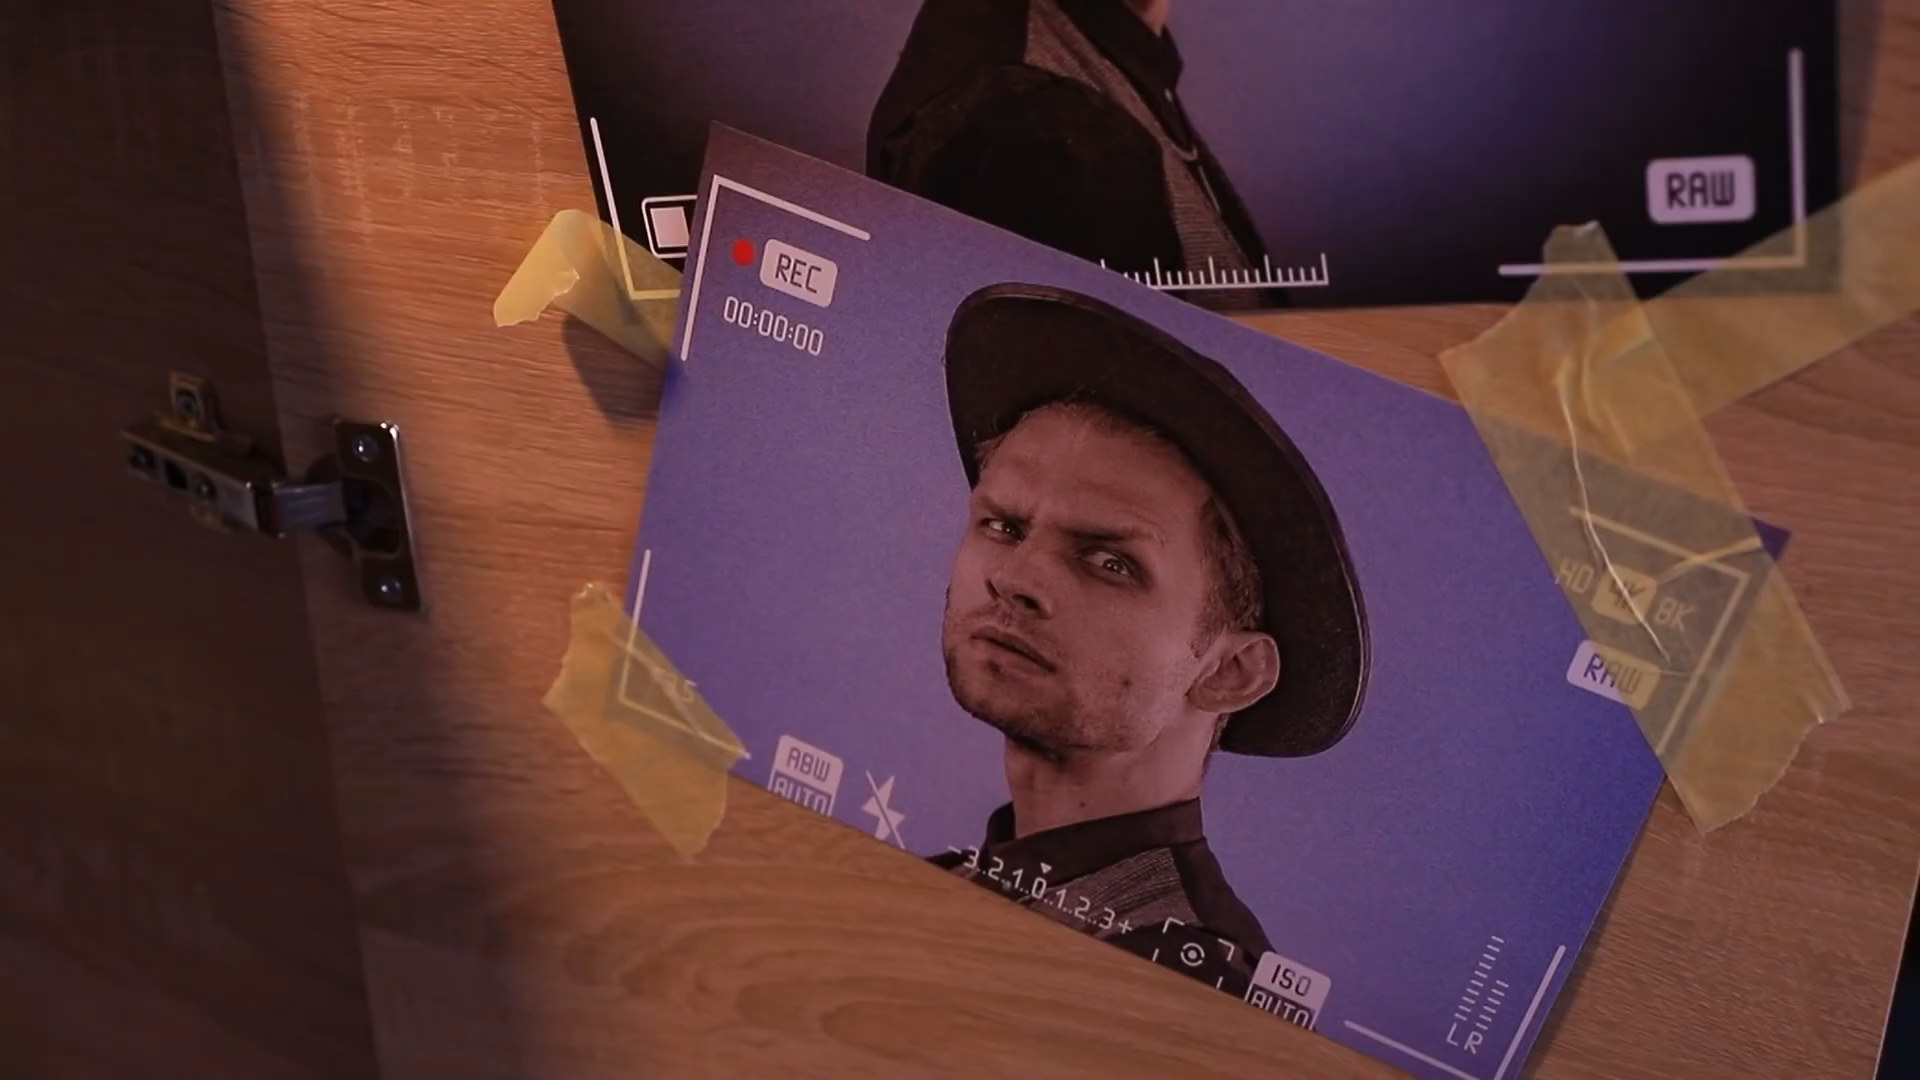 RAW
REC
00:00:00
HD 4K 8K
RAW
ABW
AUTO
-3..2..1..0..1..2..3+
ISO
AUTO
L
R